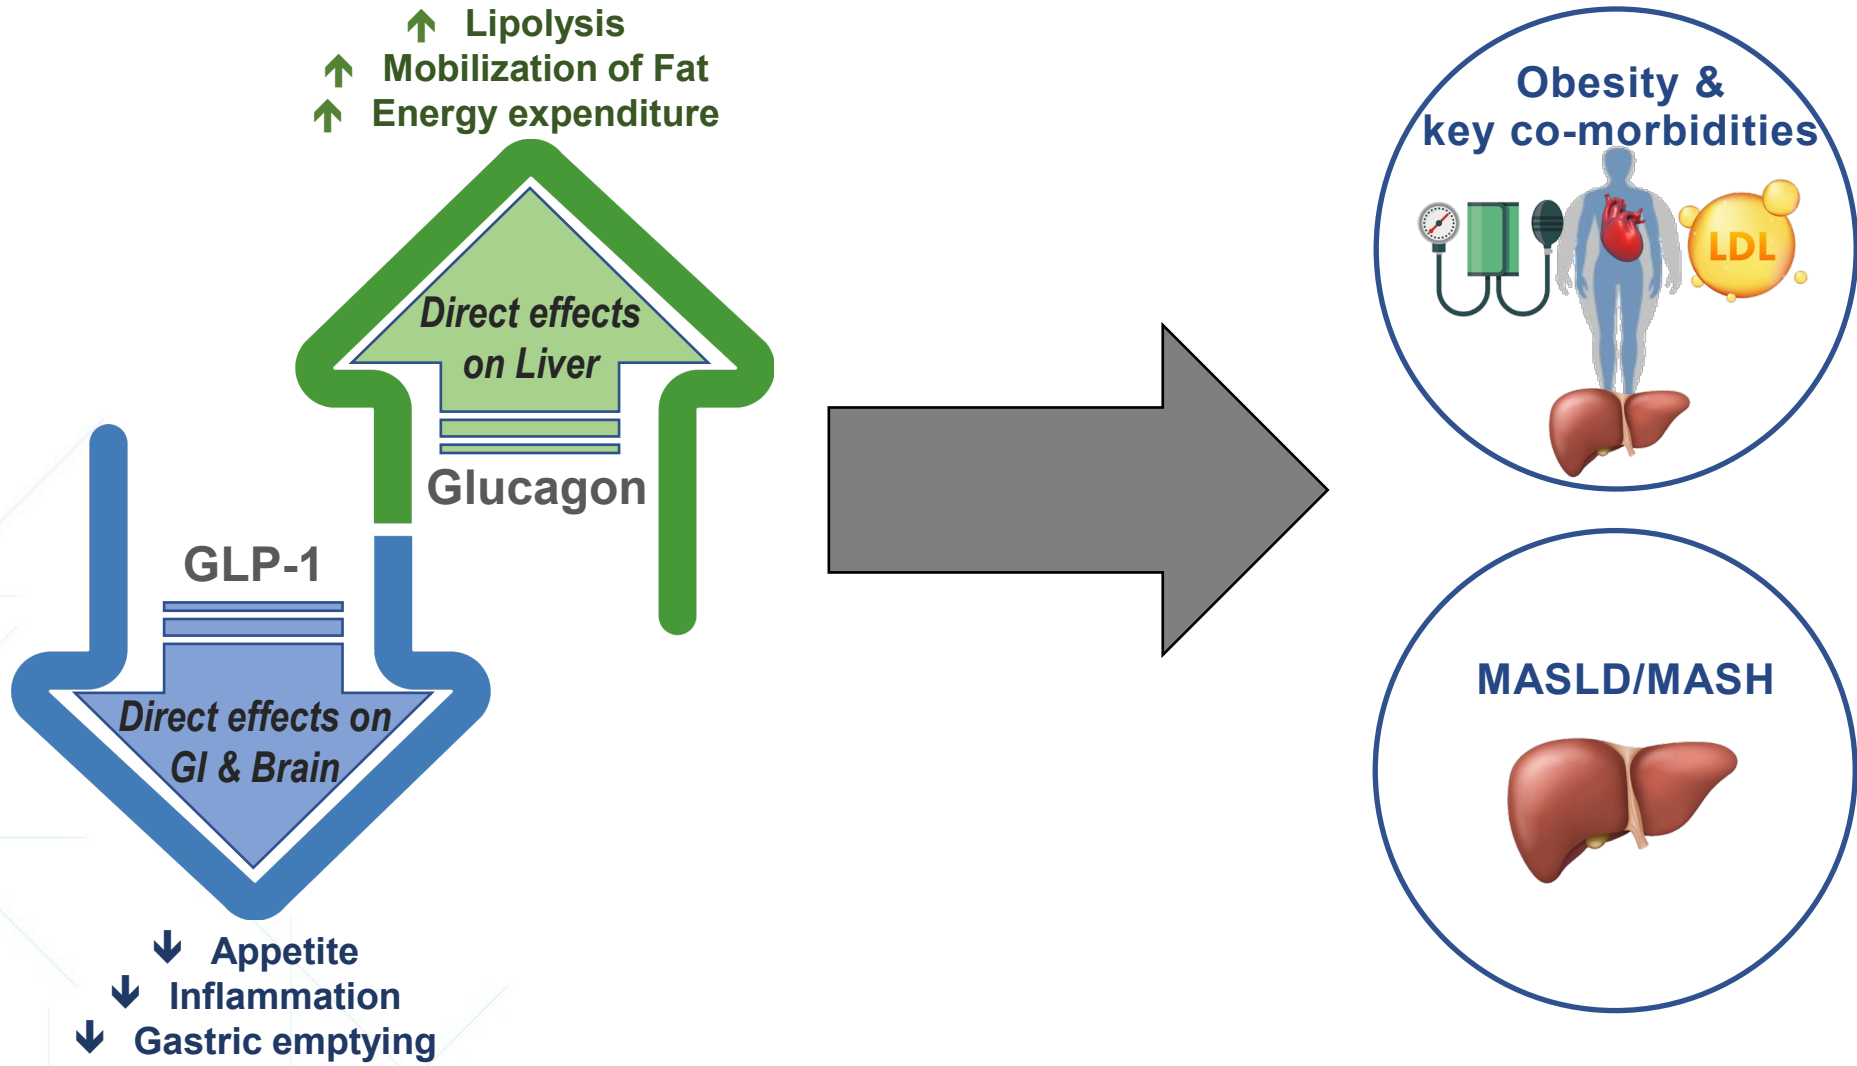 Lipolysis
Mobilization of Fat
Energy expenditure
Direct effects
on Liver
Glucagon
GLP-1
Direct effects on
GI & Brain
Appetite
Inflammation
Gastric emptying
Obesity &
key co-morbidities
LDL
MASLD/MASH